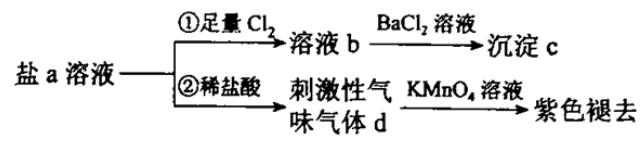 ①足量 Cl₂
BaCl₂ 溶液
溶液 b
沉淀 c
盐 a 溶液
②稀盐酸
刺激性气
味气体 d
KMnO₄ 溶液
紫色褪去